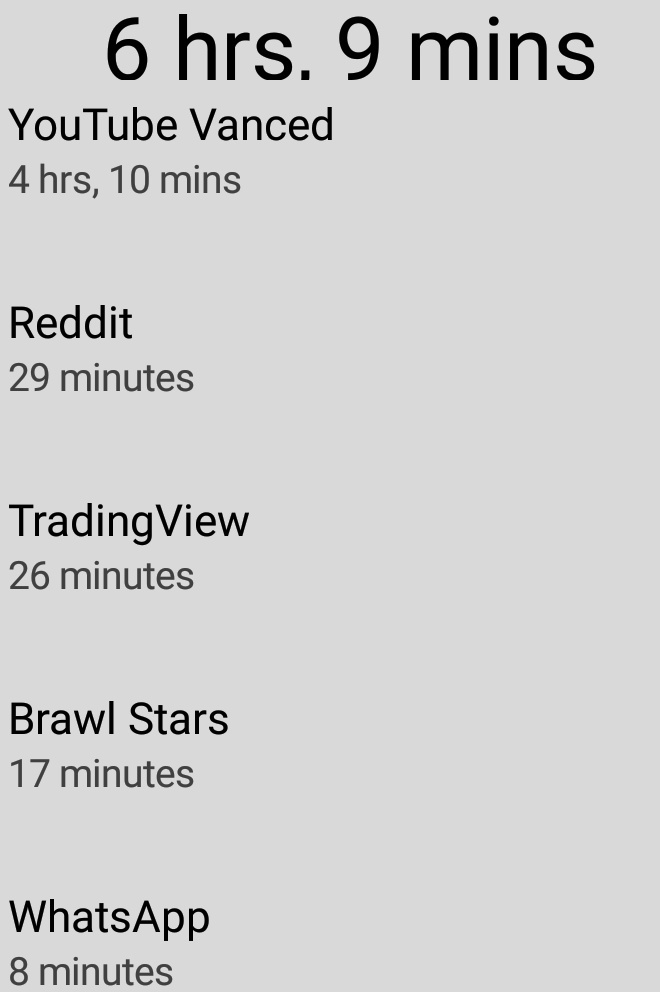 6 hrs. 9 mins
YouTube Vanced
4 hrs, 10 mins
Reddit
29 minutes
TradingView
26 minutes
Brawl Stars
17 minutes
WhatsApp
8 minutes